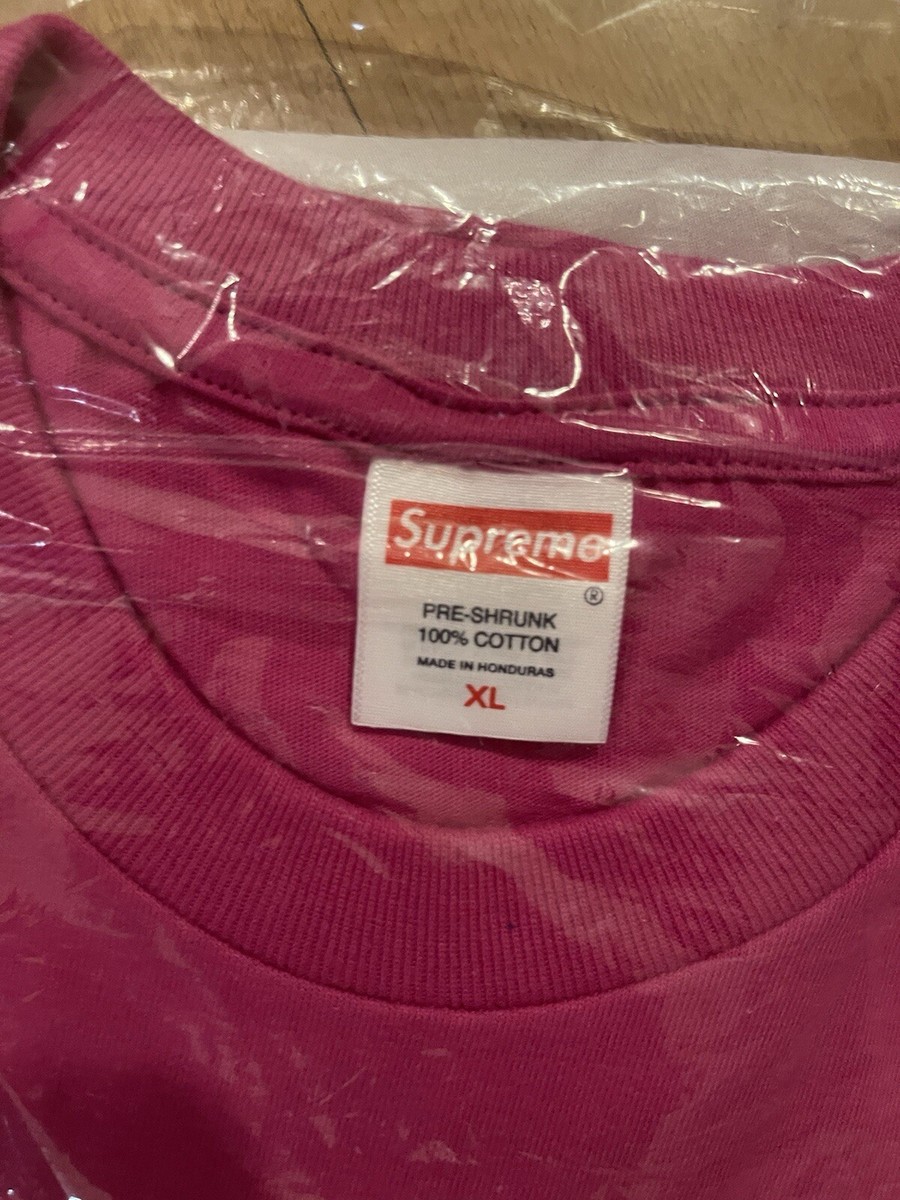 Supreme
®
PRE-SHRUNK
100% COTTON
MADE IN HONDURAS
XL